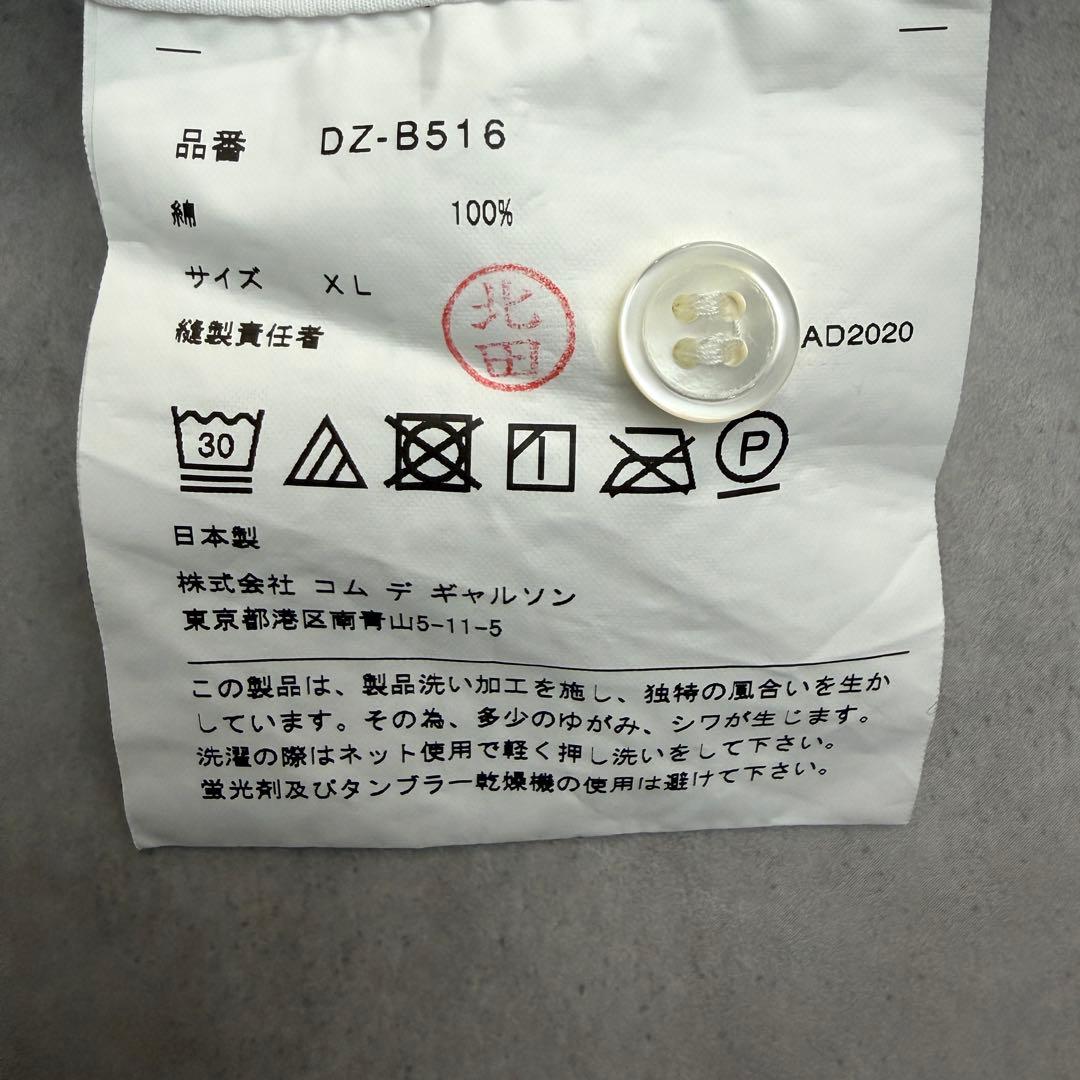 品番 DZ-B516
綿 100%
サイズ XL
縫製責任者 北田 AD2020
30 P
日本製
株式会社 コム デ ギャルソン
東京都港区南青山5-11-5
この製品は、製品洗い加工を施し、独特の風合いを生か
しています。その為、多少のゆがみ、シワが生じます。
洗濯の際はネット使用で軽く押し洗いをして下さい。
蛍光剤及びタンブラー乾燥機の使用は避けて下さい。